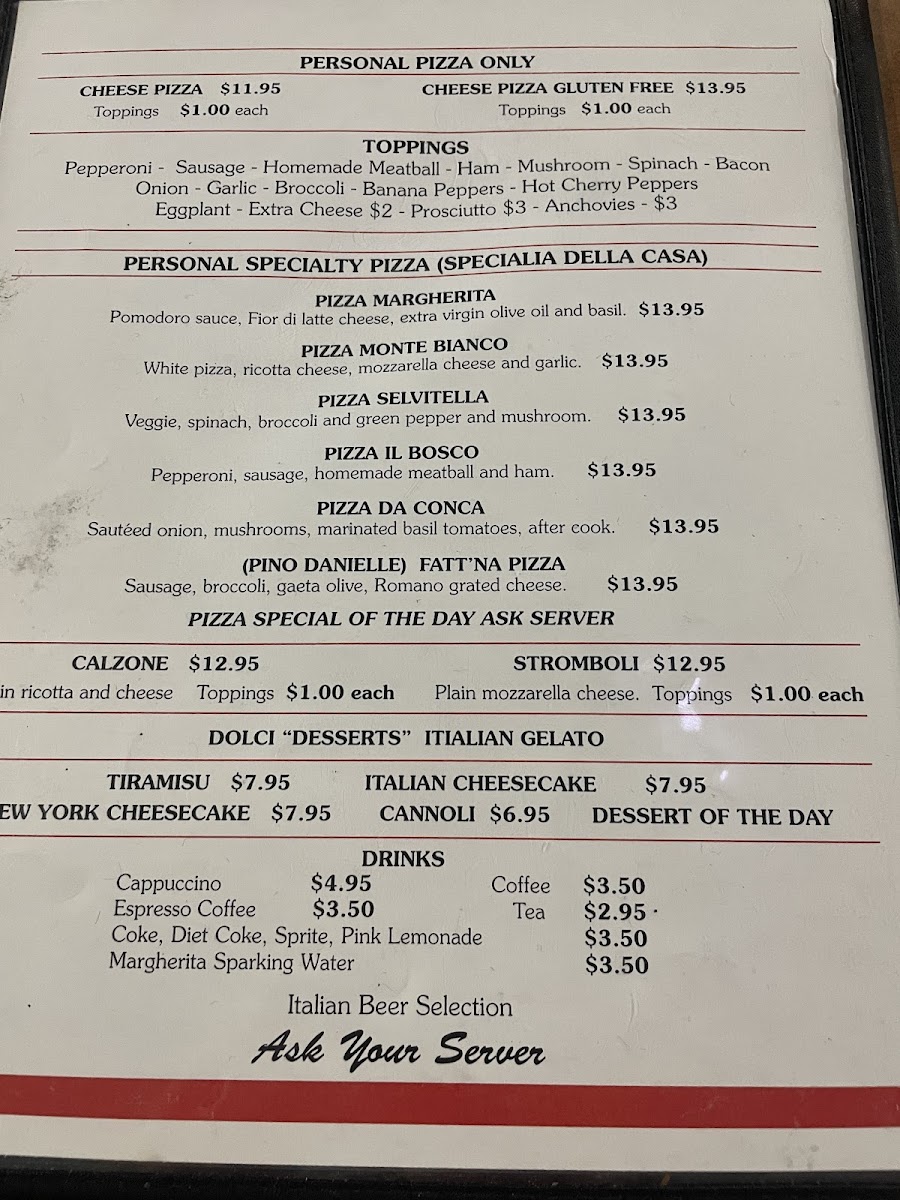 PERSONAL PIZZA ONLY
CHEESE PIZZA $11.95 CHEESE PIZZA GLUTEN FREE $13.95
Toppings $1.00 each Toppings $1.00 each
TOPPINGS
Pepperoni - Sausage - Homemade Meatball - Ham - Mushroom - Spinach - Bacon
Onion - Garlic - Broccoli - Banana Peppers - Hot Cherry Peppers
Eggplant - Extra Cheese $2 - Prosciutto $3 - Anchovies - $3
PERSONAL SPECIALTY PIZZA (SPECIALIA DELLA CASA)
PIZZA MARGHERITA
Pomodoro sauce, Fior di latte cheese, extra virgin olive oil and basil. $13.95
PIZZA MONTE BIANCO
White pizza, ricotta cheese, mozzarella cheese and garlic. $13.95
PIZZA SELVITELLA
Veggie, spinach, broccoli and green pepper and mushroom. $13.95
PIZZA IL BOSCO
Pepperoni, sausage, homemade meatball and ham. $13.95
PIZZA DA CONCA
Sautéed onion, mushrooms, marinated basil tomatoes, after cook. $13.95
(PINO DANIELLE) FATT'NA PIZZA
Sausage, broccoli, gaeta olive, Romano grated cheese. $13.95
PIZZA SPECIAL OF THE DAY ASK SERVER
CALZONE $12.95 STROMBOLI $12.95
in ricotta and cheese Toppings $1.00 each Plain mozzarella cheese. Toppings $1.00 each
DOLCI “DESSERTS” ITIALIAN GELATO
TIRAMISU $7.95 ITALIAN CHEESECAKE $7.95
EW YORK CHEESECAKE $7.95 CANNOLI $6.95 DESSERT OF THE DAY
DRINKS
Cappuccino $4.95 Coffee $3.50
Espresso Coffee $3.50 Tea $2.95
Coke, Diet Coke, Sprite, Pink Lemonade $3.50
Margherita Sparking Water $3.50
Italian Beer Selection
Ask Your Server